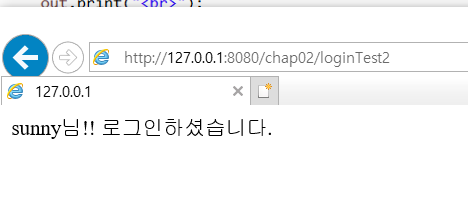 out.print("<br>");
http://127.0.0.1:8080/chap02/loginTest2
127.0.0.1
sunny님!! 로그인하셨습니다.